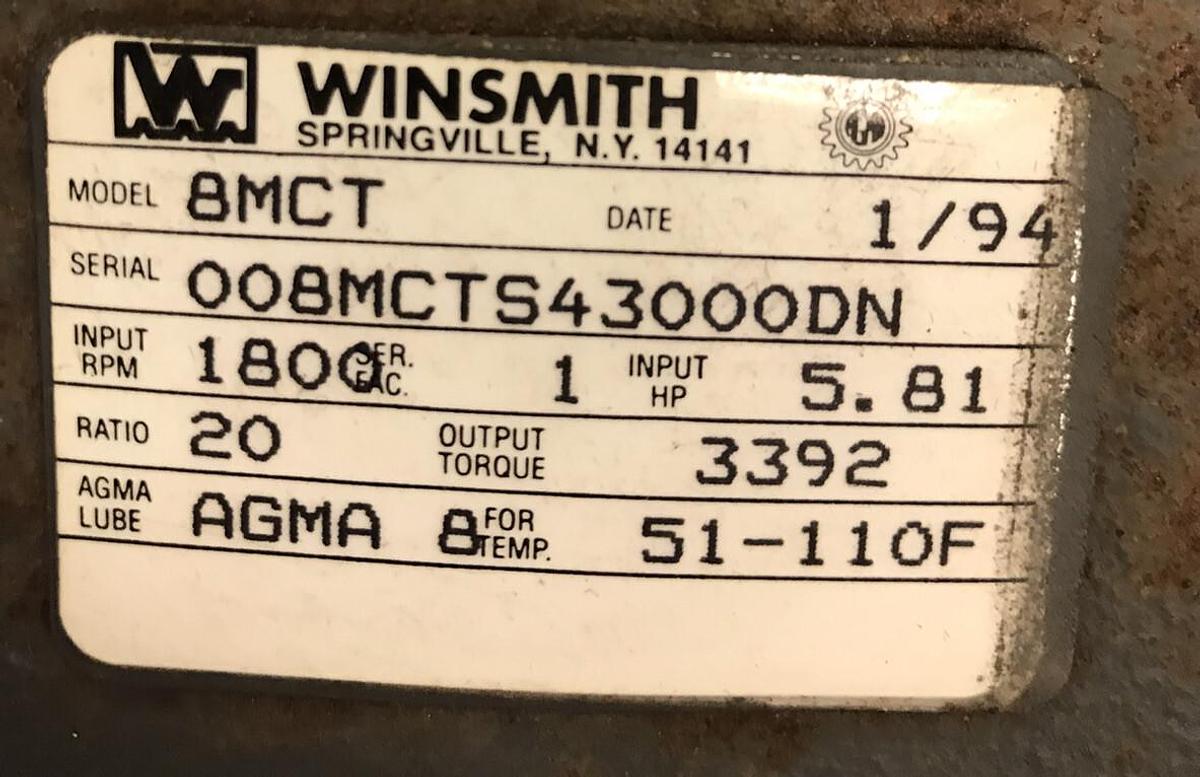 W WINSMITH
SPRINGVILLE, N.Y. 14141
MODEL 8MCT DATE 1/94
SERIAL 008MCTS43000DN
INPUT RPM 1800 SER. FAC. 1 INPUT HP 5.81
RATIO 20 OUTPUT TORQUE 3392
AGMA LUBE AGMA 8 FOR TEMP. 51-110F